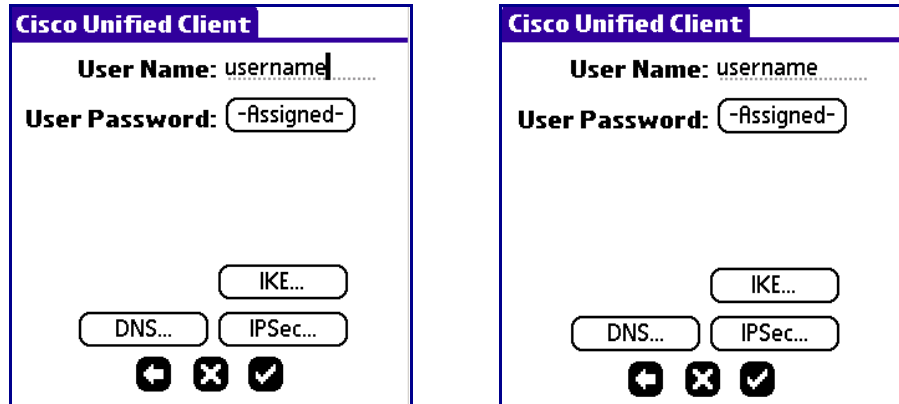 Cisco Unified Client
User Name: username
User Password: -Assigned-
IKE...
DNS... IPSec...
Cisco Unified Client
User Name: username
User Password: -Assigned-
IKE...
DNS... IPSec...